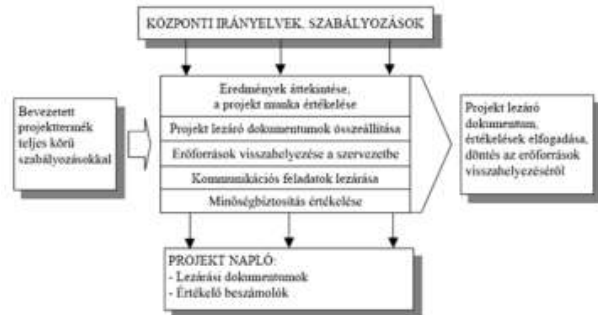 KÖZPONTI IRÁNYELVEK, SZABÁLYOZÁSOK
Bevezetett
projekttermék
teljes körű
szabályozásokkal
Eredmények áttekintése,
a projekt munka értékelése
Projekt lezáró dokumentumok összeállítása
Erőforrások visszahelyezése a szervezetbe
Kommunikációs feladatok lezárása
Minőségbiztosítás értékelése
Projekt lezáró
dokumentum,
értékelések elfogadása,
döntés az erőforrások
visszahelyezéséről
PROJEKT NAPLÓ:
- Lezárási dokumentumok
- Értékelő beszámolók